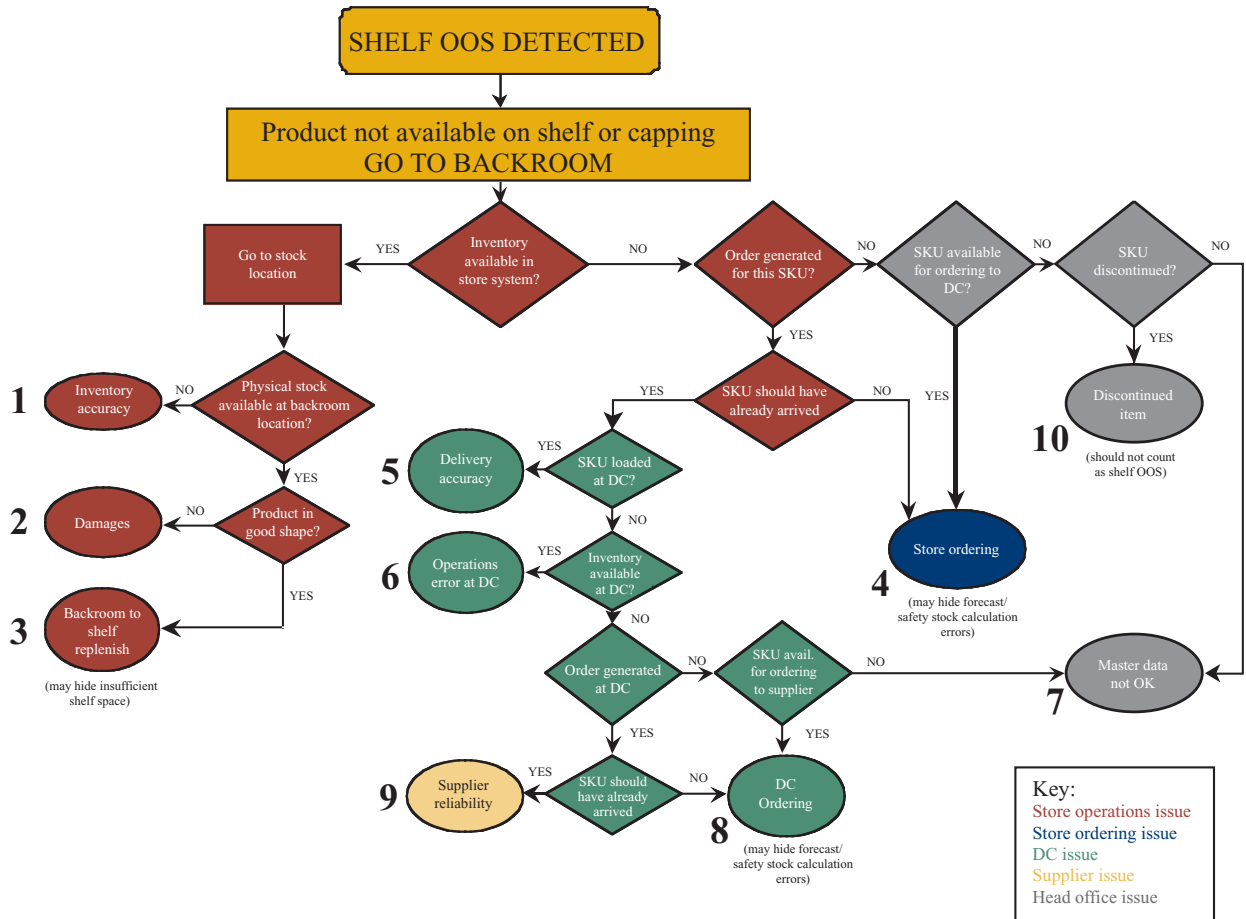 SHELF OOS DETECTED
Product not available on shelf or capping
GO TO BACKROOM
Go to stock
location
YES
Inventory
available in
store system?
NO
Order generated
for this SKU?
NO
SKU available
for ordering to
DC?
NO
SKU
discontinued?
NO
YES
YES
YES
1
Inventory
accuracy
NO
Physical stock
available at backroom
location?
YES
SKU should have
already arrived
NO
Discontinued
item
10
(should not count
as shelf OOS)
YES
5
Delivery
accuracy
YES
SKU loaded
at DC?
NO
2
Damages
NO
Product in
good shape?
YES
6
Operations
error at DC
YES
Inventory
available
at DC?
NO
Store ordering
4
(may hide forecast/
safety stock calculation
errors)
3
Backroom to
shelf
replenish
(may hide insufficient
shelf space)
Order generated
at DC
NO
SKU avail.
for ordering
to supplier
NO
Master data
not OK
7
YES
YES
9
Supplier
reliability
YES
SKU should
have already
arrived
NO
DC
Ordering
8
(may hide forecast/
safety stock calculation
errors)
Key:
Store operations issue
Store ordering issue
DC issue
Supplier issue
Head office issue